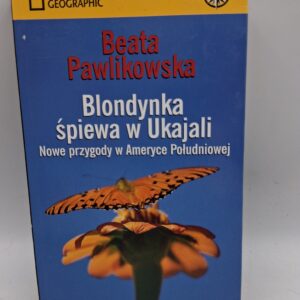 GEOGRAPHIC
Beata
Pawlikowska
Blondynka
śpiewa w Ukajali
Nowe przygody w Ameryce Południowej